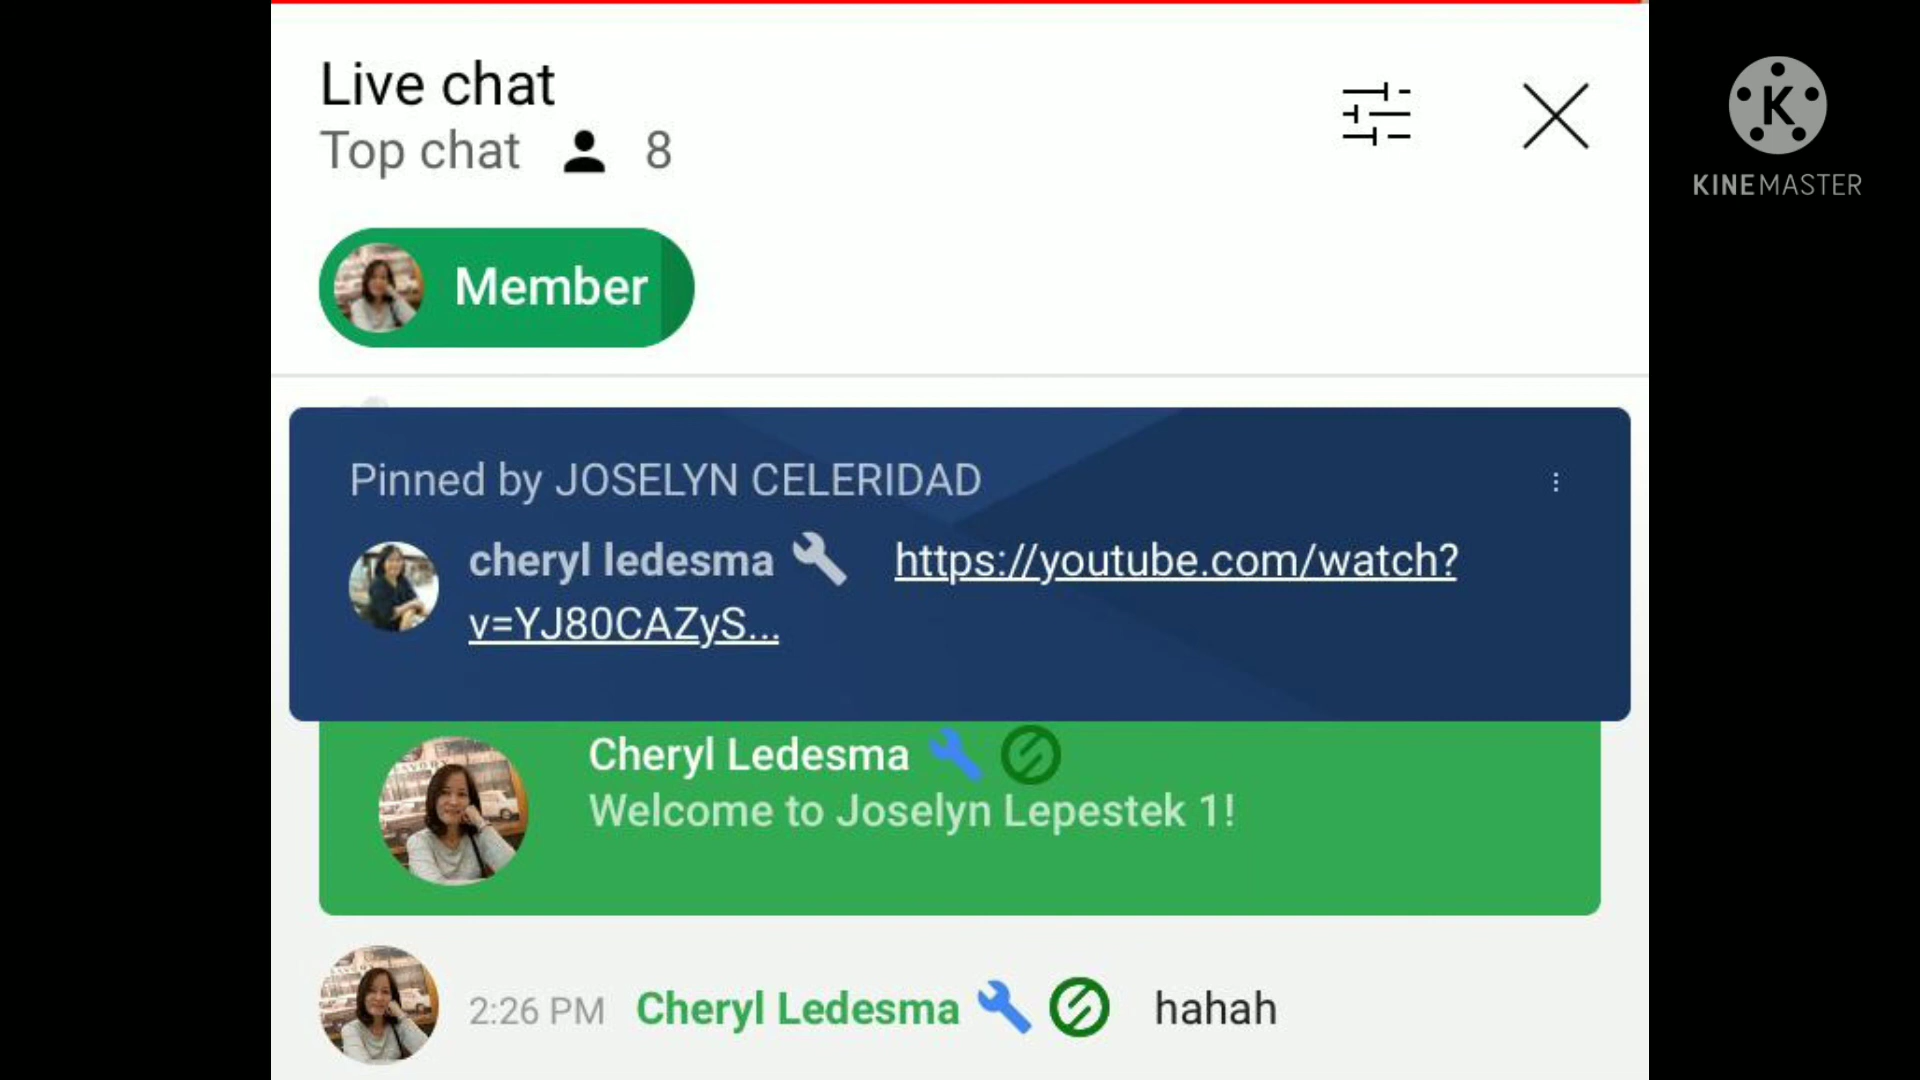 Live chat
Top chat 8
K
KINEMASTER
Member
Pinned by JOSELYN CELERIDAD
cheryl ledesma https://youtube.com/watch?
v=YJ80CAZyS...
Cheryl Ledesma
Welcome to Joselyn Lepestek 1!
2:26 PM Cheryl Ledesma hahah